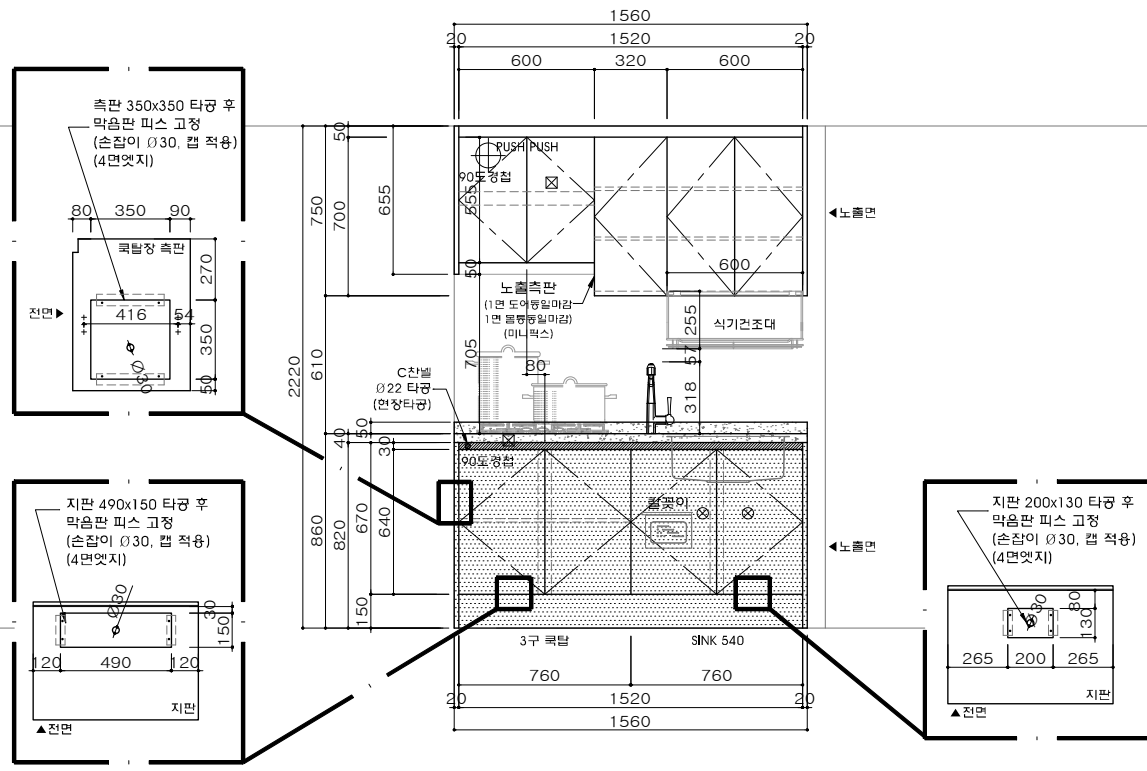 1560
20
1520
20
600
320
600
측판 350x350 타공 후
막음판 피스 고정
(손잡이 Ø30, 캡 적용)
(4면엣지)
80
350
90
쿡탑장 측판
270
350
50
416
54
Ø30
전면▶
50
655
750
700
2220
610
PUSH
PUSH
90도경첩
555
50
노출측판
(1면 도어동일마감
1면 몸통동일마감)
(미니픽스)
600
255
식기건조대
57
318
705
80
◀노출면
C찬넬
Ø22 타공
(현장타공)
50
40
30
90도경첩
칼꽂이
860
820
670
640
150
◀노출면
지판 490x150 타공 후
막음판 피스 고정
(손잡이 Ø30, 캡 적용)
(4면엣지)
Ø30
30
150
120
490
120
지판
▲전면
지판 200x130 타공 후
막음판 피스 고정
(손잡이 Ø30, 캡 적용)
(4면엣지)
Ø30
80
130
265
200
265
지판
▲전면
3구 쿡탑
SINK 540
760
760
20
1520
20
1560